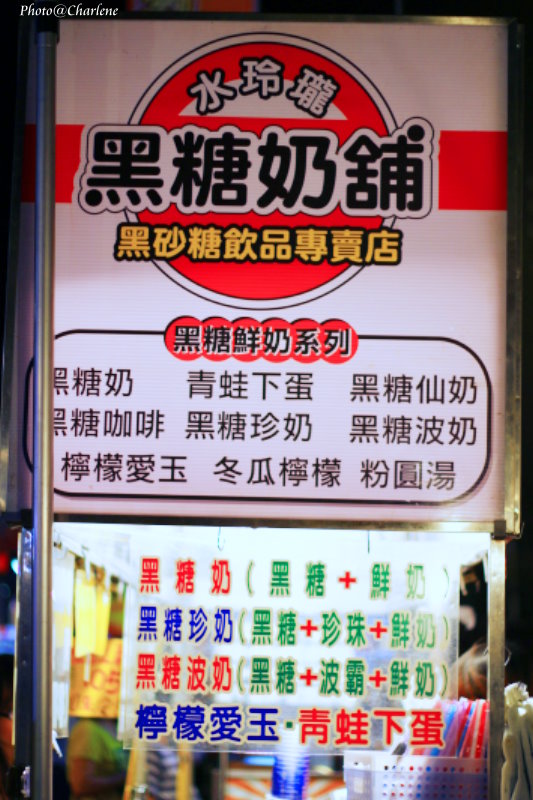 Photo@Charlene
水玲瓏
黑糖奶舖
黑砂糖飲品專賣店
黑糖鮮奶系列
黑糖奶 青蛙下蛋 黑糖仙奶
黑糖咖啡 黑糖珍奶 黑糖波奶
檸檬愛玉 冬瓜檸檬 粉圓湯
黑糖奶(黑糖+鮮奶)
黑糖珍奶(黑糖+珍珠+鮮奶)
黑糖波奶(黑糖+波霸+鮮奶)
檸檬愛玉·青蛙下蛋